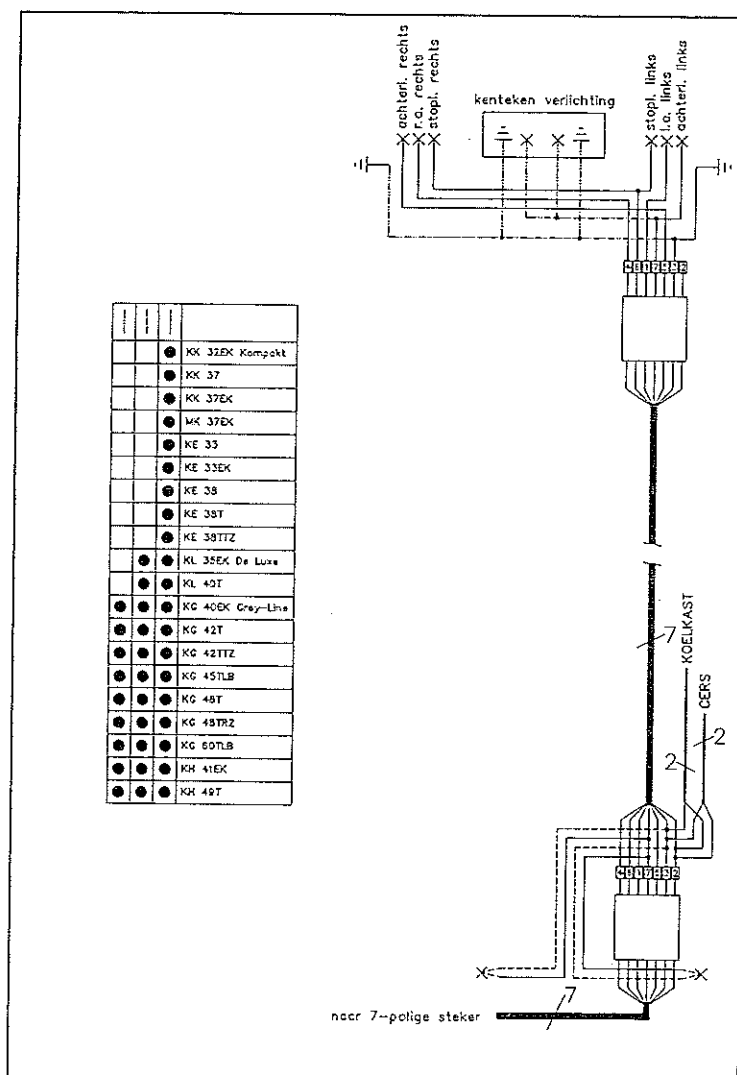 achterl. rechts
r.a. rechts
stopl. rechts
kenteken verlichting
stopl. links
l.a. links
achterl. links
KK 32EK Kompakt
KK 37
KK 37EK
MK 37EK
KE 33
KE 33EK
KE 38
KE 38T
KE 38TTZ
KL 35EK De Luxe
KL 40T
KG 40EK Grey-Line
KG 42T
KG 42TTZ
KG 45TLB
KG 48T
KG 48TRZ
KG 60TLB
KH 41EK
KH 49T
7
KOELKAST
CERS
2
2
7
naar 7-polige steker